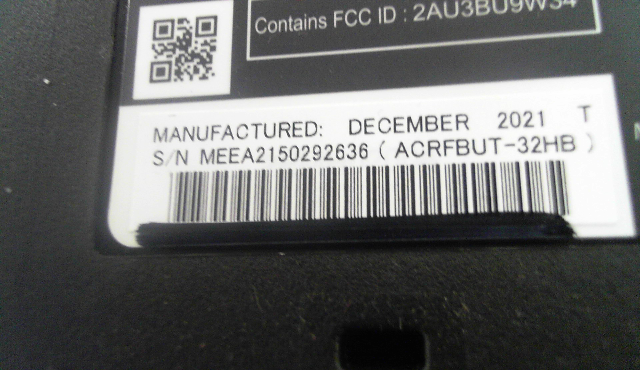 Contains FCC ID : 2AU3BU9W34
MANUFACTURED: DECEMBER 2021 T
S/N MEEA2150292636 ( ACRFBUT-32HB )